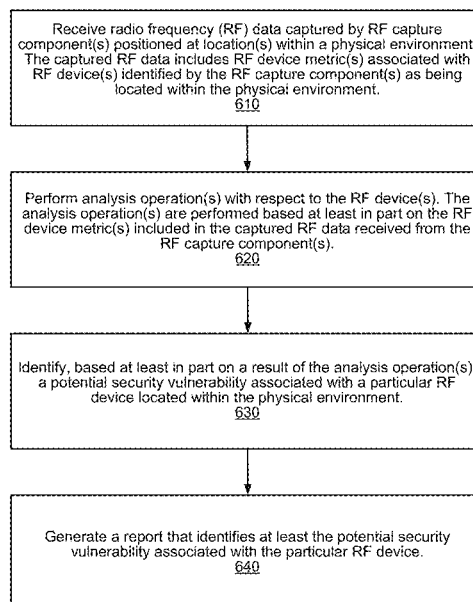 Receive radio frequency (RF) data captured by RF capture
component(s) positioned at location(s) within a physical environment
The captured RF data includes RF device metric(s) associated with
RF device(s) identified by the RF capture component(s) as being
located within the physical environment.
610
Perform analysis operation(s) with respect to the RF device(s). The
analysis operation(s) are performed based at least in part on the RF
device metric(s) included in the captured RF data received from the
RF capture component(s).
620
Identify, based at least in part on a result of the analysis operation(s)
a potential security vulnerability associated with a particular RF
device located within the physical environment.
630
Generate a report that identifies at least the potential security
vulnerability associated with the particular RF device.
640